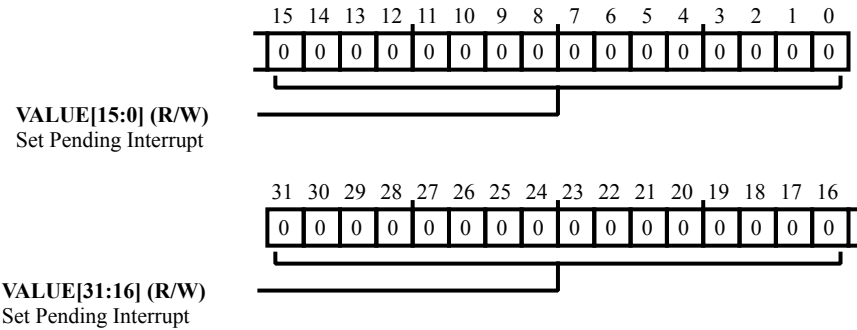 15 14 13 12 11 10 9 8 7 6 5 4 3 2 1 0
0 0 0 0 0 0 0 0 0 0 0 0 0 0 0 0
VALUE[15:0] (R/W)
Set Pending Interrupt
31 30 29 28 27 26 25 24 23 22 21 20 19 18 17 16
0 0 0 0 0 0 0 0 0 0 0 0 0 0 0 0
VALUE[31:16] (R/W)
Set Pending Interrupt